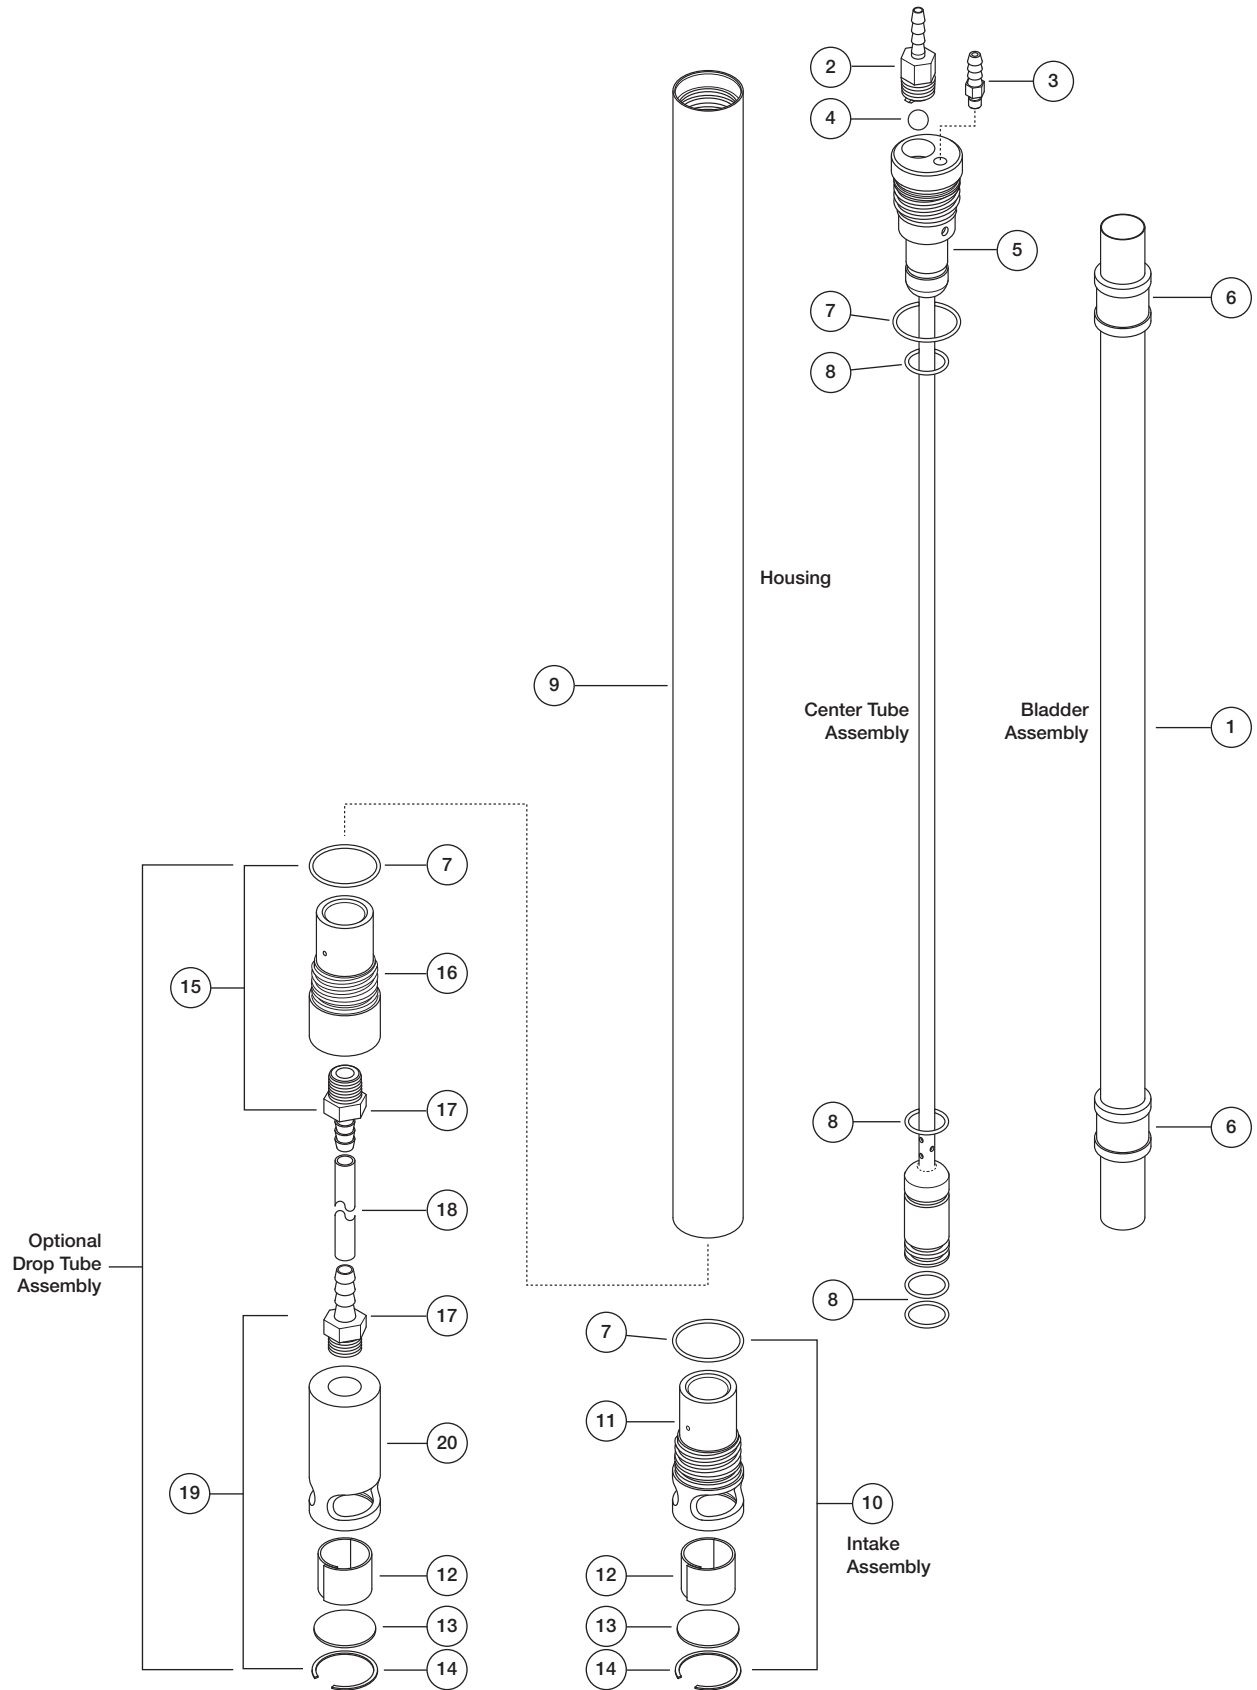 2
3
4
5
6
7
8
Housing
9
Center Tube
Assembly
Bladder
Assembly
1
7
16
15
17
8
6
18
Optional
Drop Tube
Assembly
17
8
7
11
20
19
10
Intake
Assembly
12
12
13
13
14
14